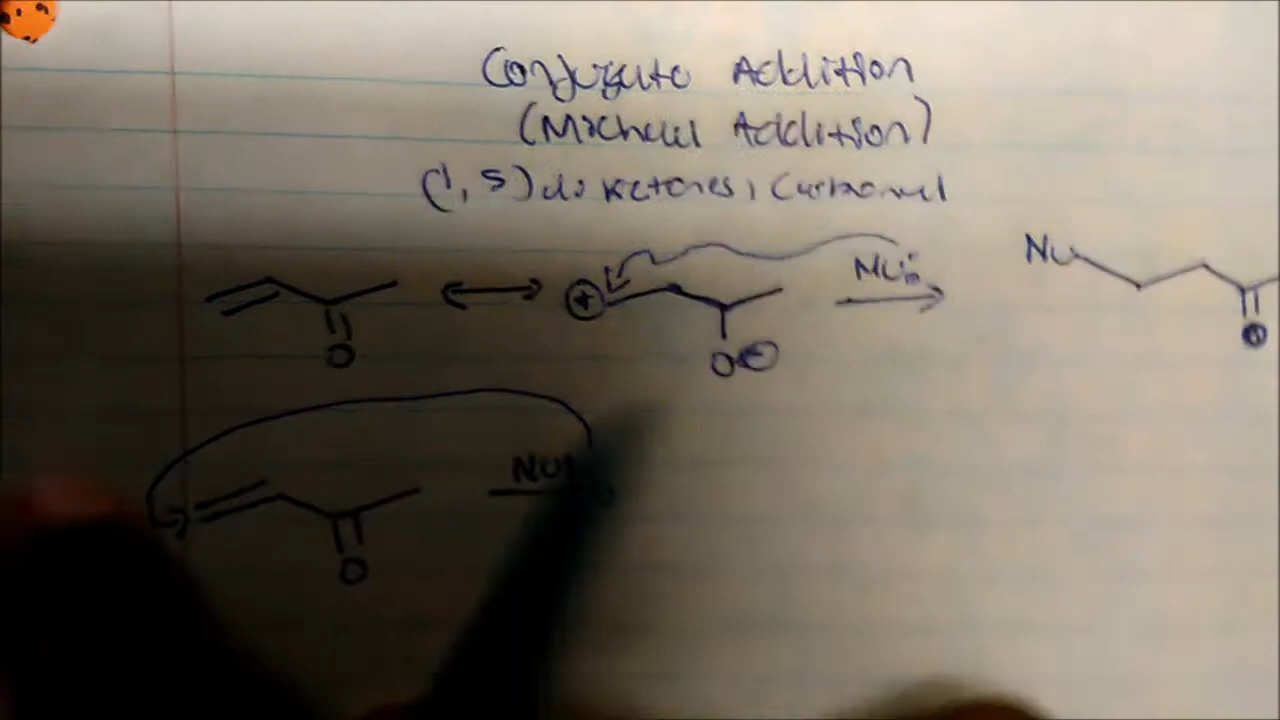 Conjugate Addition
(Michael Addition)
(1, 5) di ketones, Carbonyl
Nu:⊖
Nu
⊕
O
O⊖
O
Nu
O